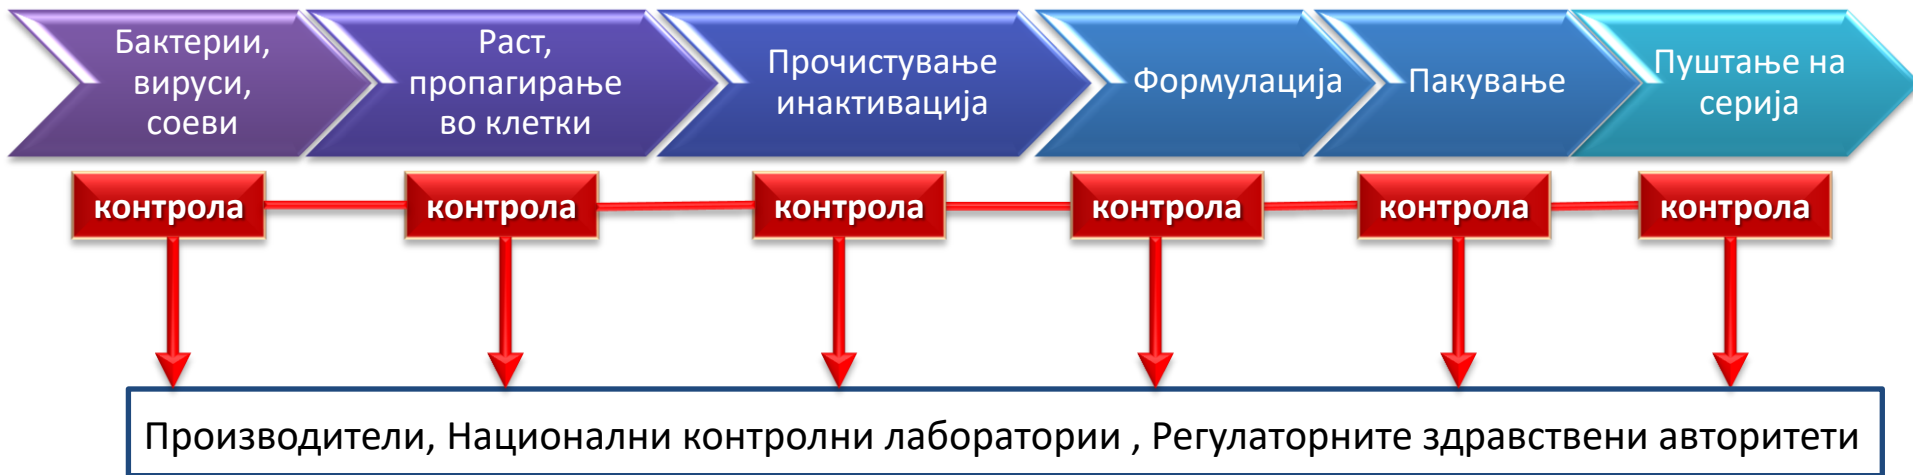 Бактерии,
вируси,
соеви
Раст,
пропагирање
во клетки
Прочистување
инактивација
Формулација
Пакување
Пуштање на
серија
контрола
контрола
контрола
контрола
контрола
контрола
Производители, Национални контролни лаборатории , Регулаторните здравствени авторитети